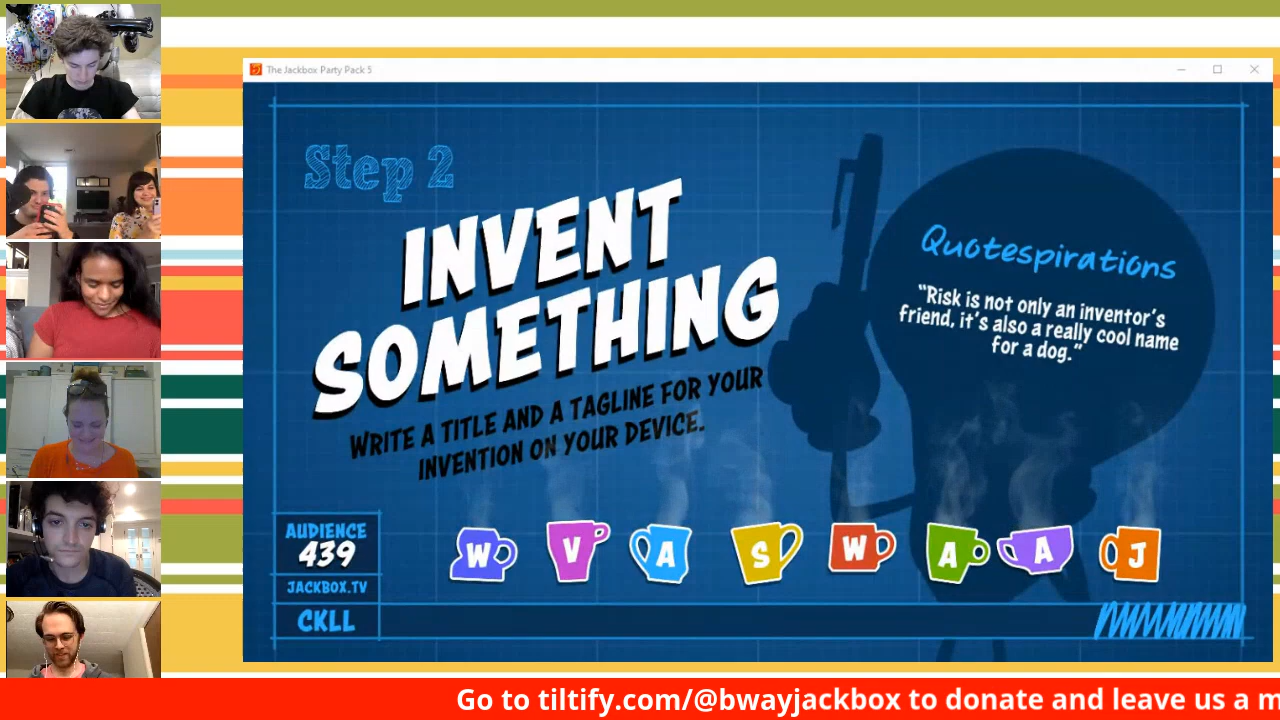 The Jackbox Party Pack 5
Step 2
INVENT
SOMETHING
WRITE A TITLE AND A TAGLINE FOR YOUR
INVENTION ON YOUR DEVICE.
Quotespirations
“Risk is not only an inventor’s
friend, it’s also a really cool name
for a dog.”
AUDIENCE
439
JACKBOX.TV
CKLL
W V A S W A A J
Go to tiltify.com/@bwayjackbox to donate and leave us a m